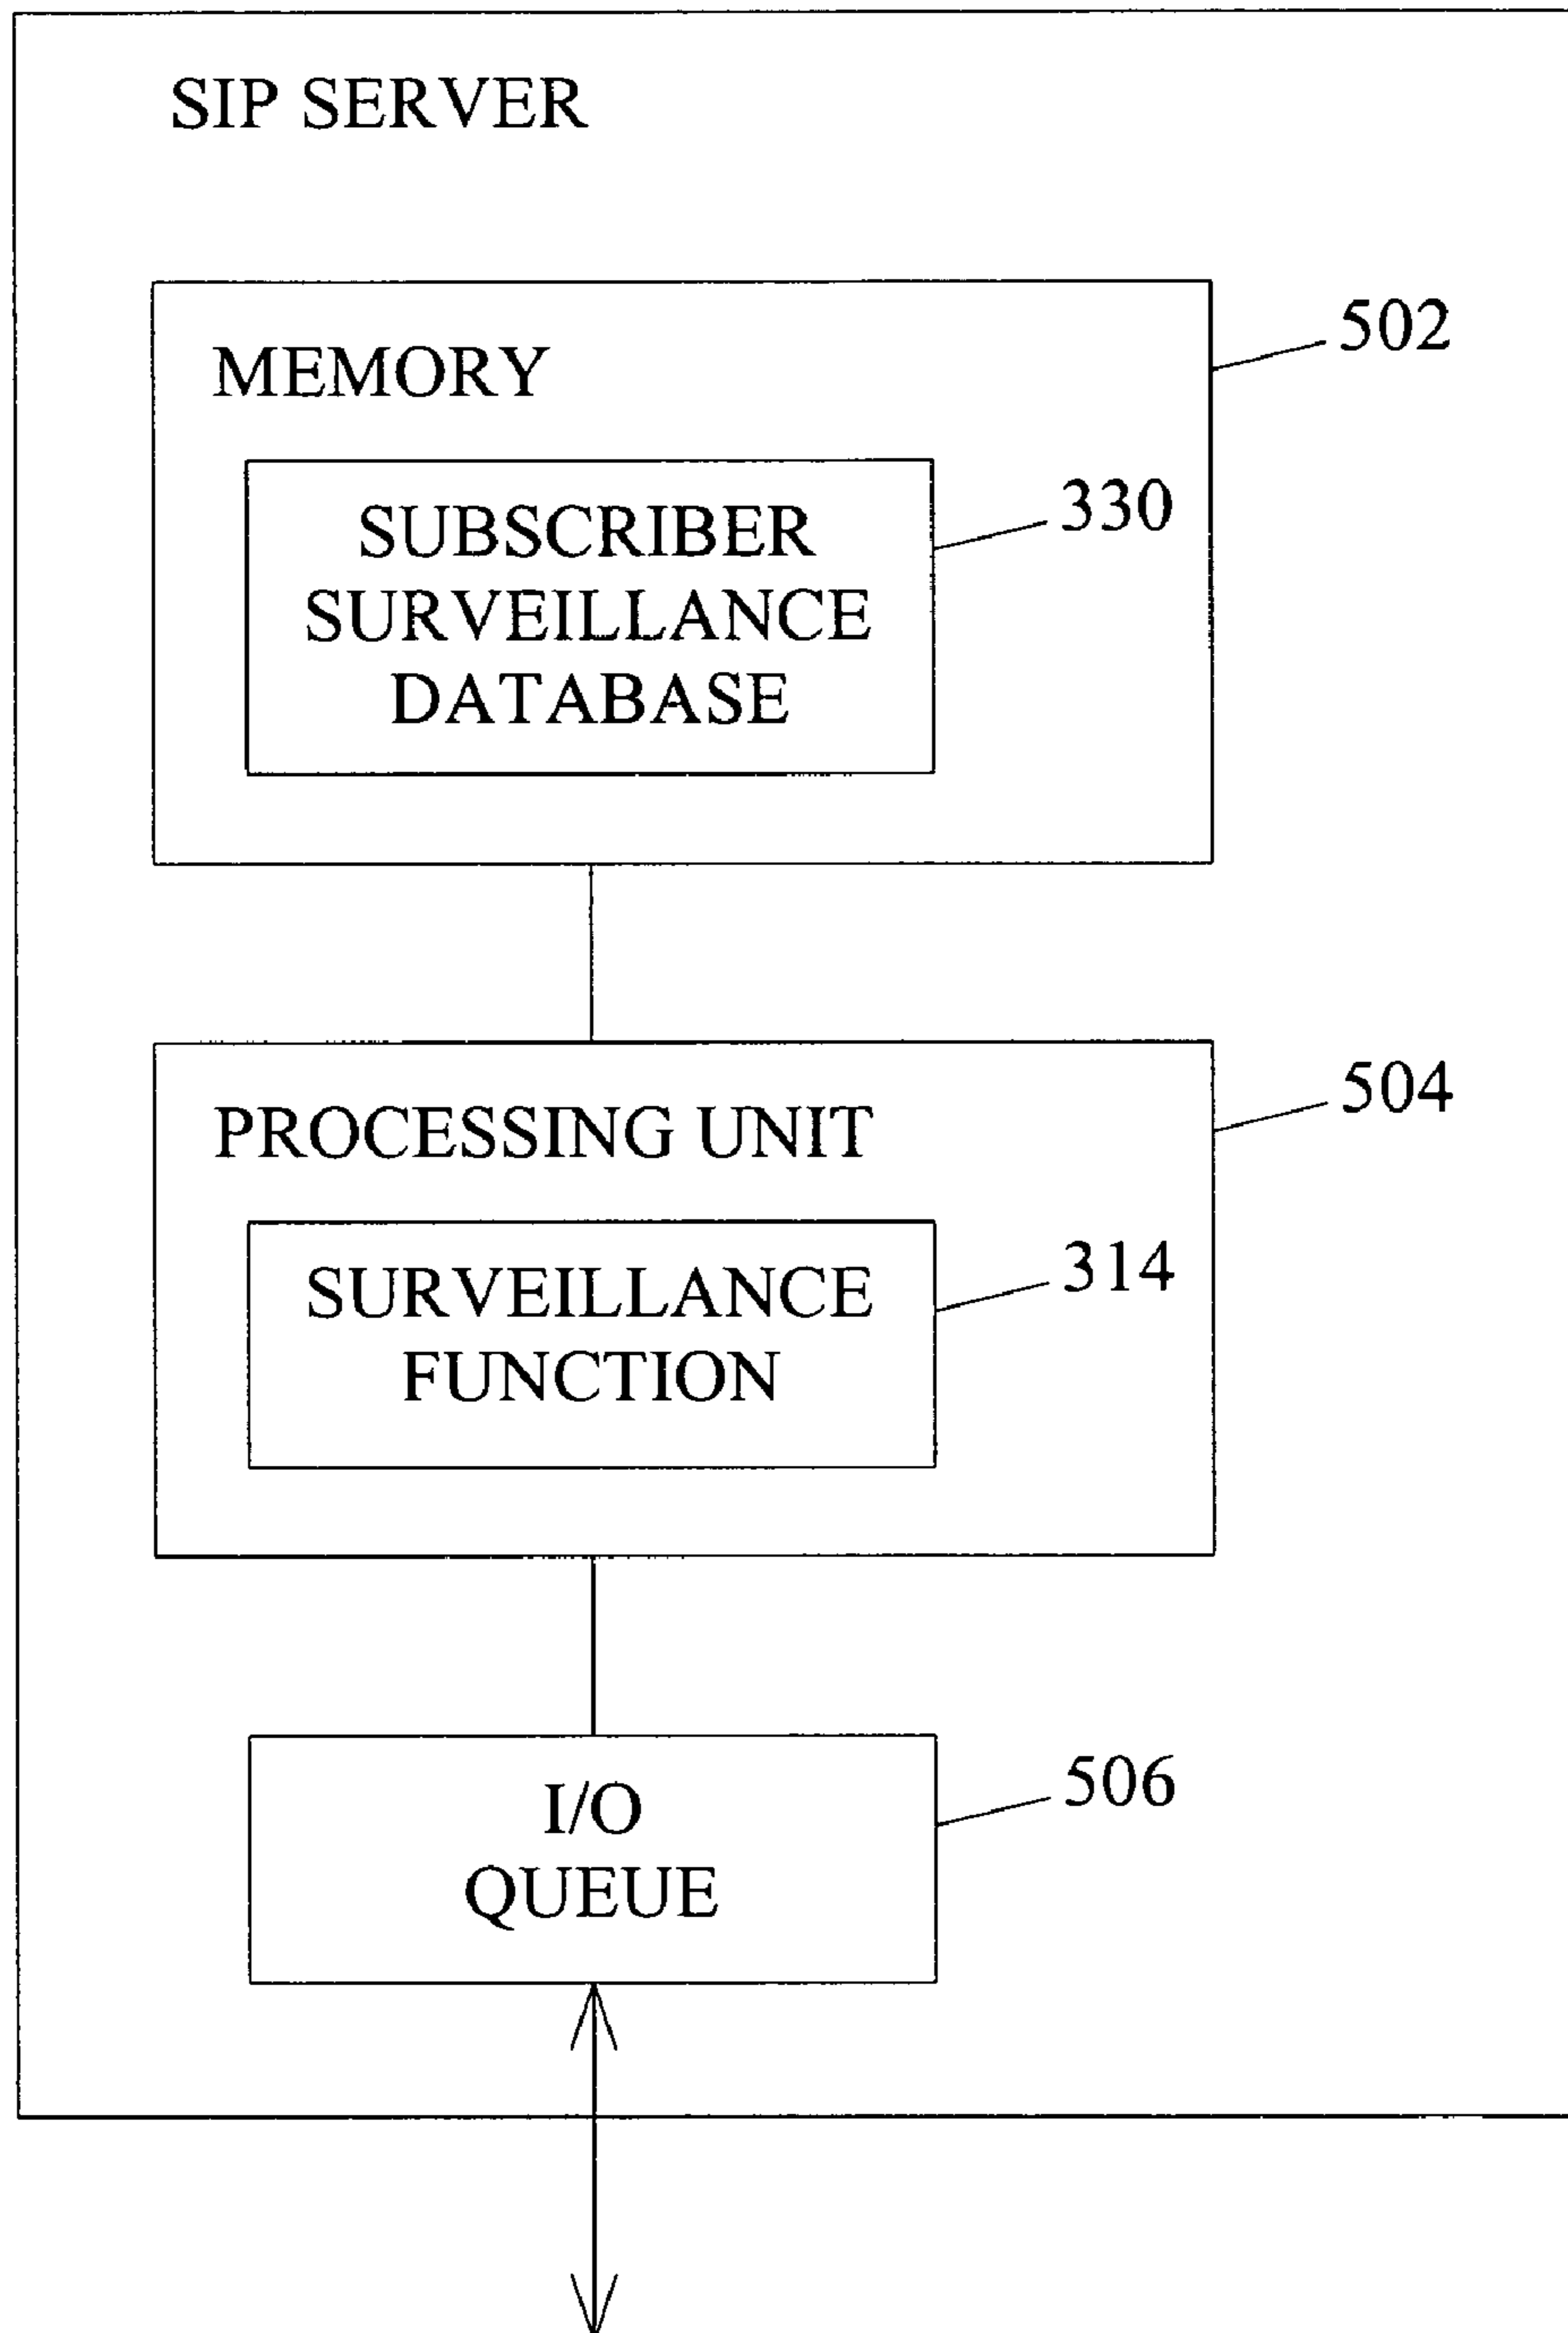 SIP SERVER
MEMORY
502
SUBSCRIBER
SURVEILLANCE
DATABASE
330
PROCESSING UNIT
504
SURVEILLANCE
FUNCTION
314
I/O
QUEUE
506